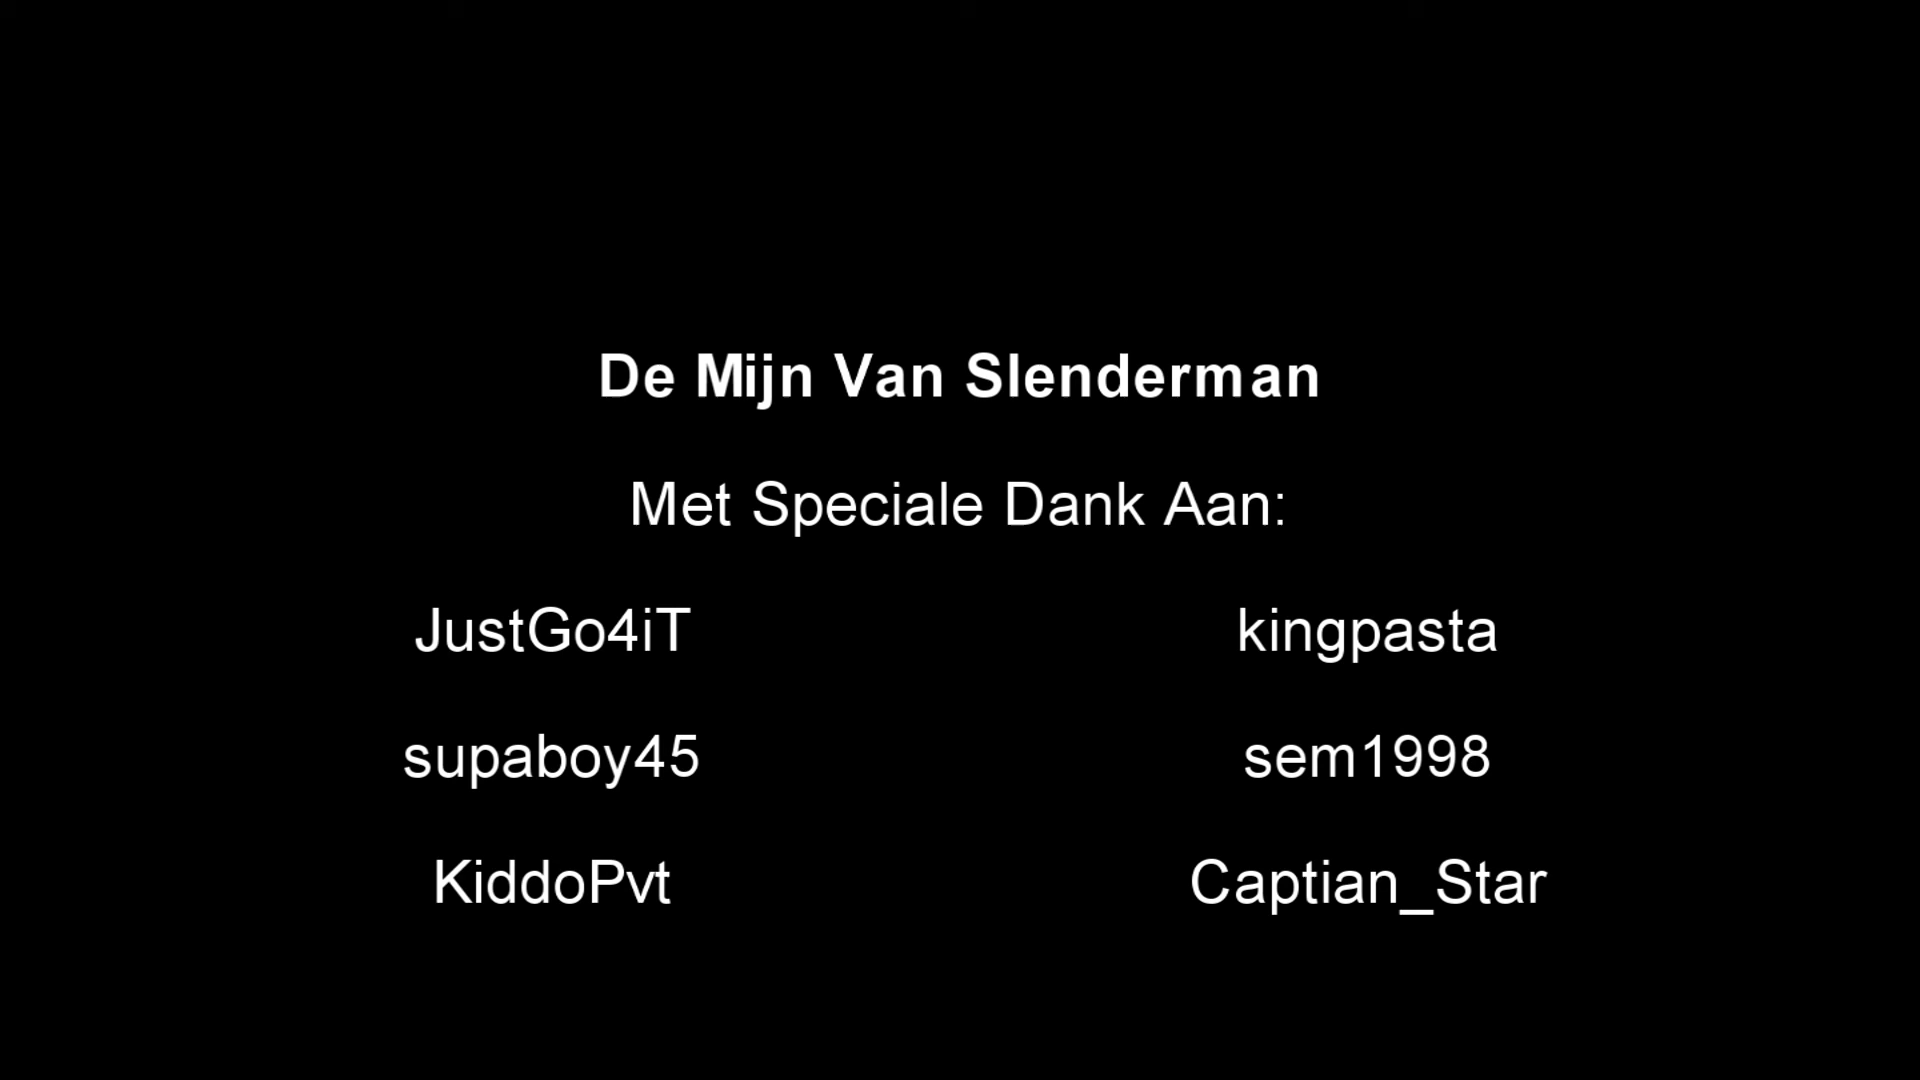 De Mijn Van Slenderman
Met Speciale Dank Aan:
JustGo4iT kingpasta
supaboy45 sem1998
KiddoPvt Captian_Star